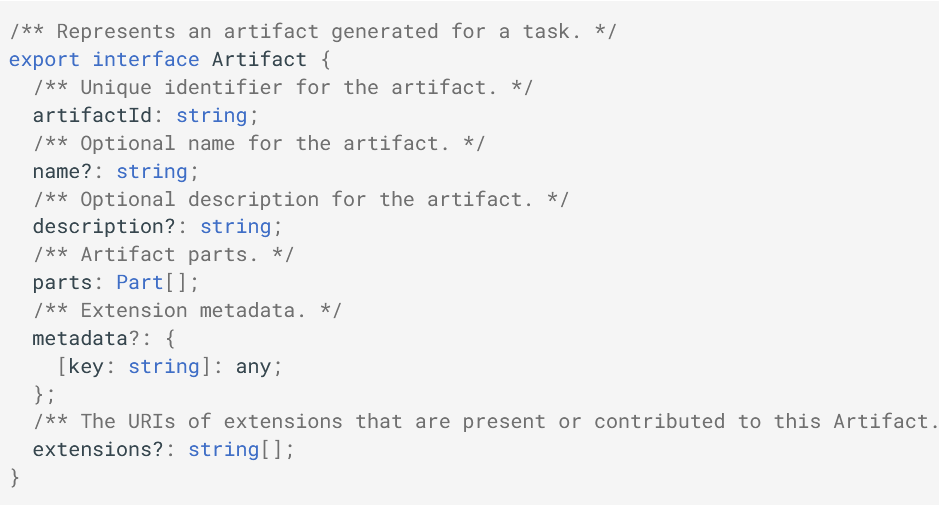 /** Represents an artifact generated for a task. */
export interface Artifact {
  /** Unique identifier for the artifact. */
  artifactId: string;
  /** Optional name for the artifact. */
  name?: string;
  /** Optional description for the artifact. */
  description?: string;
  /** Artifact parts. */
  parts: Part[];
  /** Extension metadata. */
  metadata?: {
    [key: string]: any;
  };
  /** The URIs of extensions that are present or contributed to this Artifact.
  extensions?: string[];
}